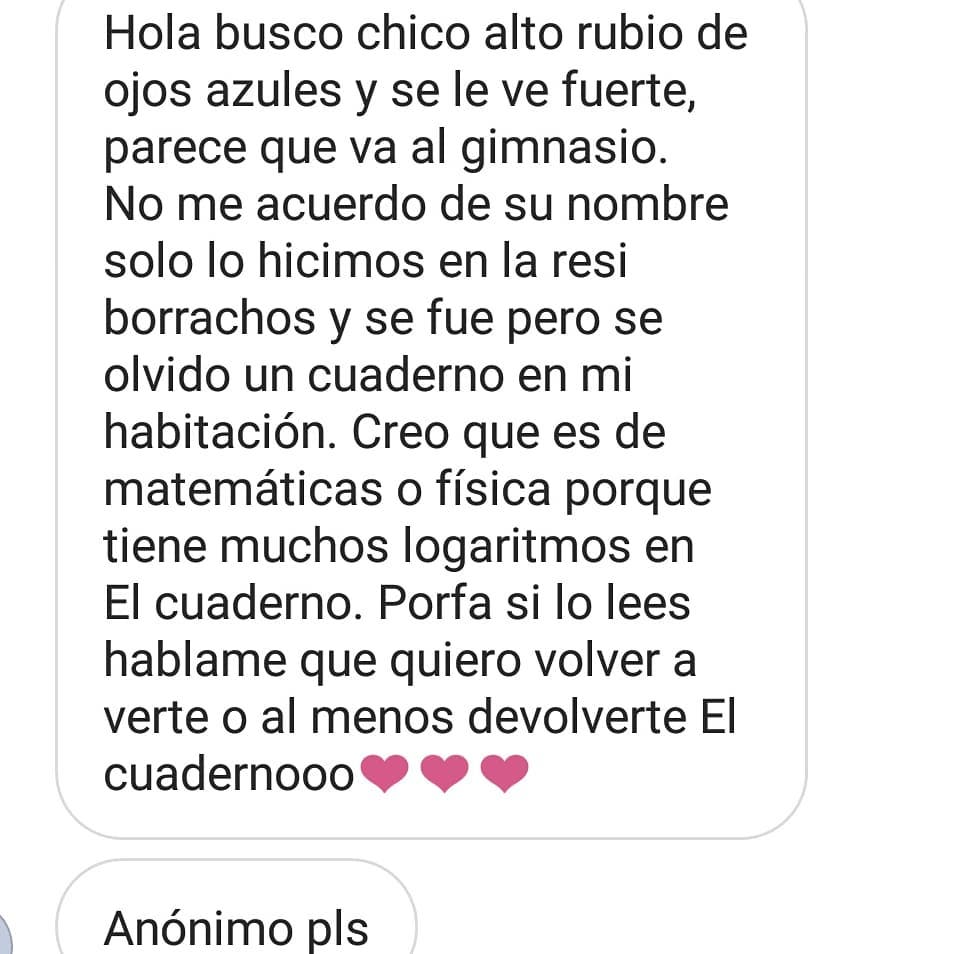 Hola busco chico alto rubio de
ojos azules y se le ve fuerte,
parece que va al gimnasio.
No me acuerdo de su nombre
solo lo hicimos en la resi
borrachos y se fue pero se
olvido un cuaderno en mi
habitación. Creo que es de
matemáticas o física porque
tiene muchos logaritmos en
El cuaderno. Porfa si lo lees
hablame que quiero volver a
verte o al menos devolverte El
cuadernooo❤❤❤
Anónimo pls